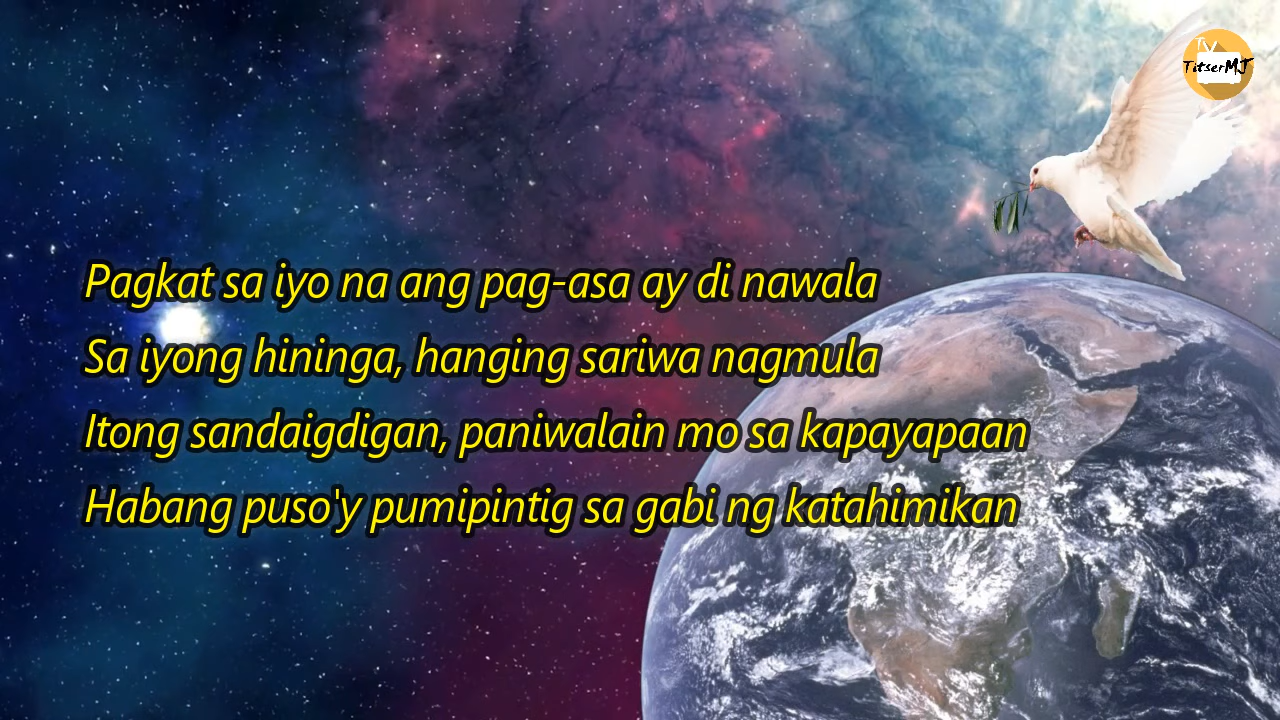 TV
TitserMJ
Pagkat sa iyo na ang pag-asa ay di nawala
Sa iyong hininga, hanging sariwa nagmula
Itong sandaigdigan, paniwalain mo sa kapayapaan
Habang puso'y pumipintig sa gabi ng katahimikan